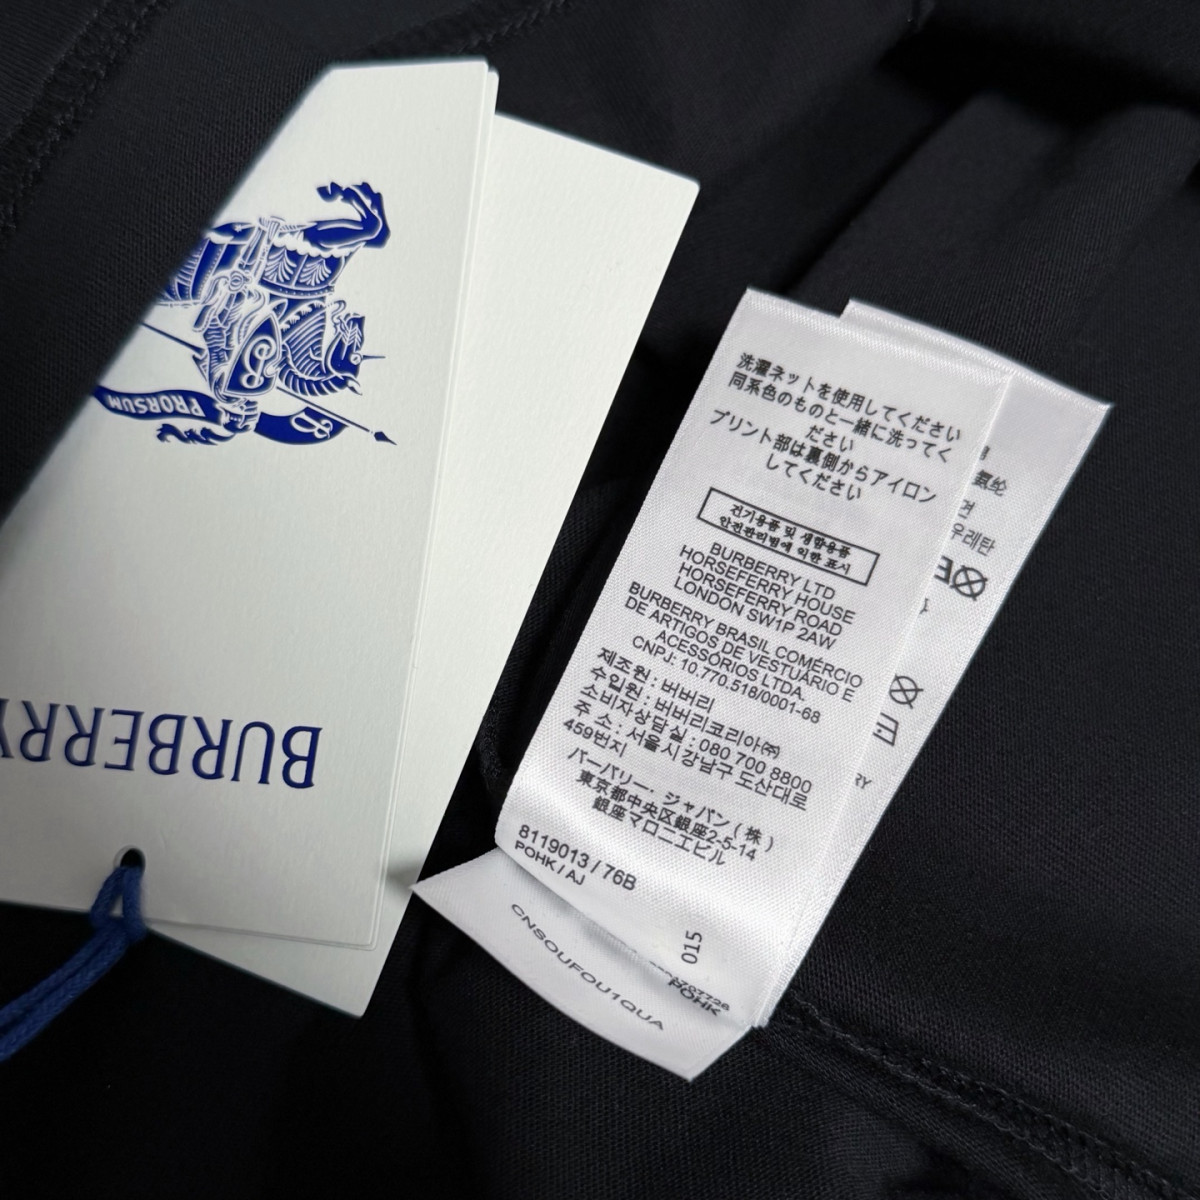 PRORSUM
BURBERRY
洗濯ネットを使用してください
同系色のものと一緒に洗ってく
ださい
プリント部は裏側からアイロン
してください
전기용품 및 생활용품
안전관리법에 의한 표시
BURBERRY LTD
HORSEFERRY HOUSE
HORSEFERRY ROAD
LONDON SW1P 2AW
BURBERRY BRASIL COMÉRCIO
DE ARTIGOS DE VESTUÁRIO E
ACESSÓRIOS LTDA.
CNPJ: 10.770.518/0001-68
제조원 : 버버리
수입원 : 버버리코리아㈜
소비자상담실 : 080 700 8800
주 소 : 서울시 강남구 도산대로
459번지
バーバリー・ジャパン(株)
東京都中央区銀座2-5-14
銀座マロニエビル
8119013 / 76B
POHK / AJ
015
POHK
CNSOUFOU1QUA
氨纶
면
우레탄
RY